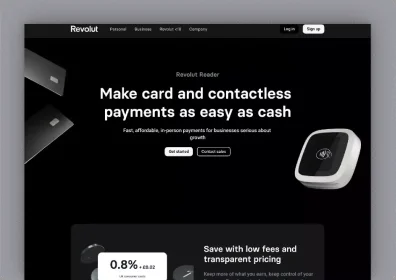 Revolut Personal Business Revolut <18 Company Log in Sign up
Revolut Reader
Make card and contactless
payments as easy as cash
Fast, affordable, in-person payments for businesses serious about
growth
Get started Contact sales
0.8% + £0.02
Save with low fees and
transparent pricing
Keep more of what you earn, keep control of your